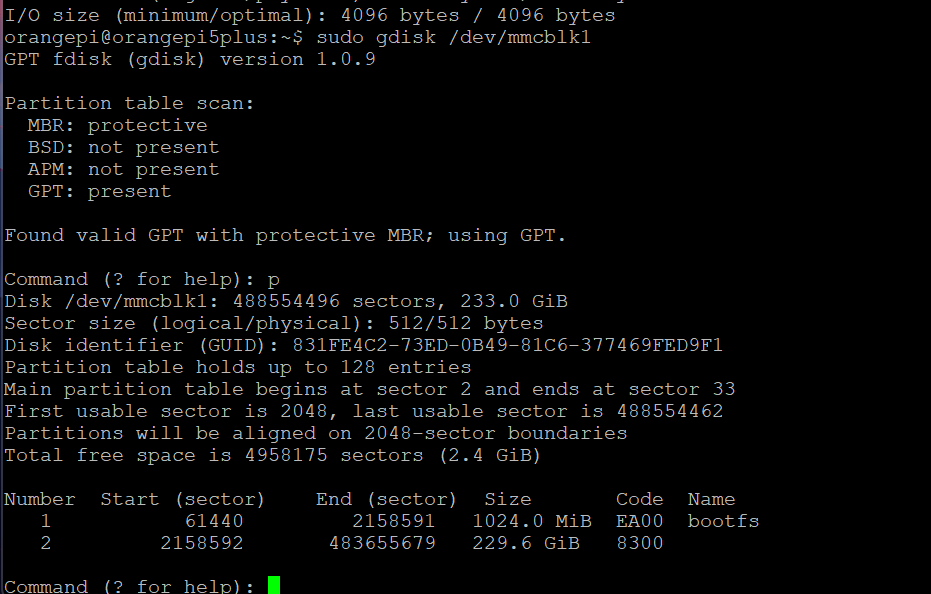 I/O size (minimum/optimal): 4096 bytes / 4096 bytes
orangepi@orangepi5plus:~$ sudo gdisk /dev/mmcblk1
GPT fdisk (gdisk) version 1.0.9
Partition table scan:
  MBR: protective
  BSD: not present
  APM: not present
  GPT: present
Found valid GPT with protective MBR; using GPT.
Command (? for help): p
Disk /dev/mmcblk1: 488554496 sectors, 233.0 GiB
Sector size (logical/physical): 512/512 bytes
Disk identifier (GUID): 831FE4C2-73ED-0B49-81C6-377469FED9F1
Partition table holds up to 128 entries
Main partition table begins at sector 2 and ends at sector 33
First usable sector is 2048, last usable sector is 488554462
Partitions will be aligned on 2048-sector boundaries
Total free space is 4958175 sectors (2.4 GiB)
Number  Start (sector)    End (sector)  Size       Code  Name
   1           61440         2158591   1024.0 MiB  EA00  bootfs
   2         2158592       483655679   229.6 GiB   8300
Command (? for help):